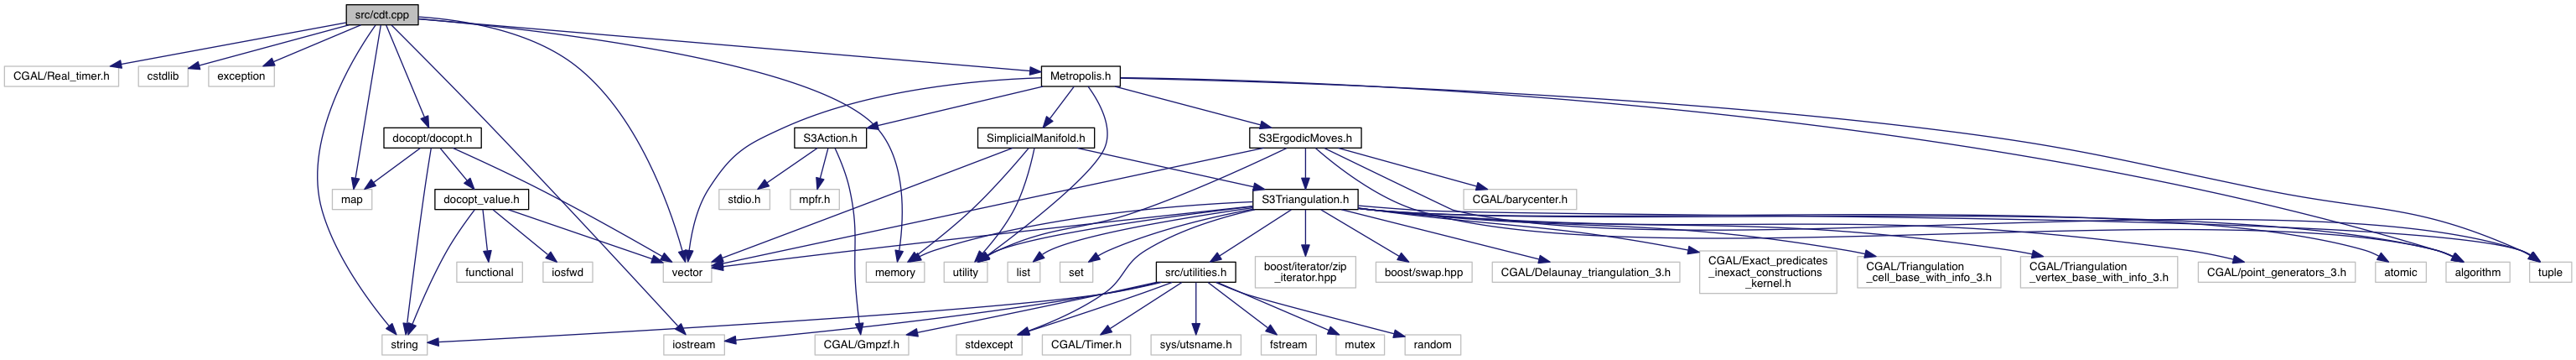 src/cdt.cpp
CGAL/Real_timer.h
cstdlib
exception
Metropolis.h
docopt/docopt.h
S3Action.h
SimplicialManifold.h
S3ErgodicMoves.h
map
docopt_value.h
stdio.h
mpfr.h
S3Triangulation.h
CGAL/barycenter.h
functional
iosfwd
vector
memory
utility
list
set
src/utilities.h
boost/iterator/zip
_iterator.hpp
boost/swap.hpp
CGAL/Delaunay_triangulation_3.h
CGAL/Exact_predicates
_inexact_constructions
_kernel.h
CGAL/Triangulation
_cell_base_with_info_3.h
CGAL/Triangulation
_vertex_base_with_info_3.h
CGAL/point_generators_3.h
atomic
algorithm
tuple
string
iostream
CGAL/Gmpzf.h
stdexcept
CGAL/Timer.h
sys/utsname.h
fstream
mutex
random